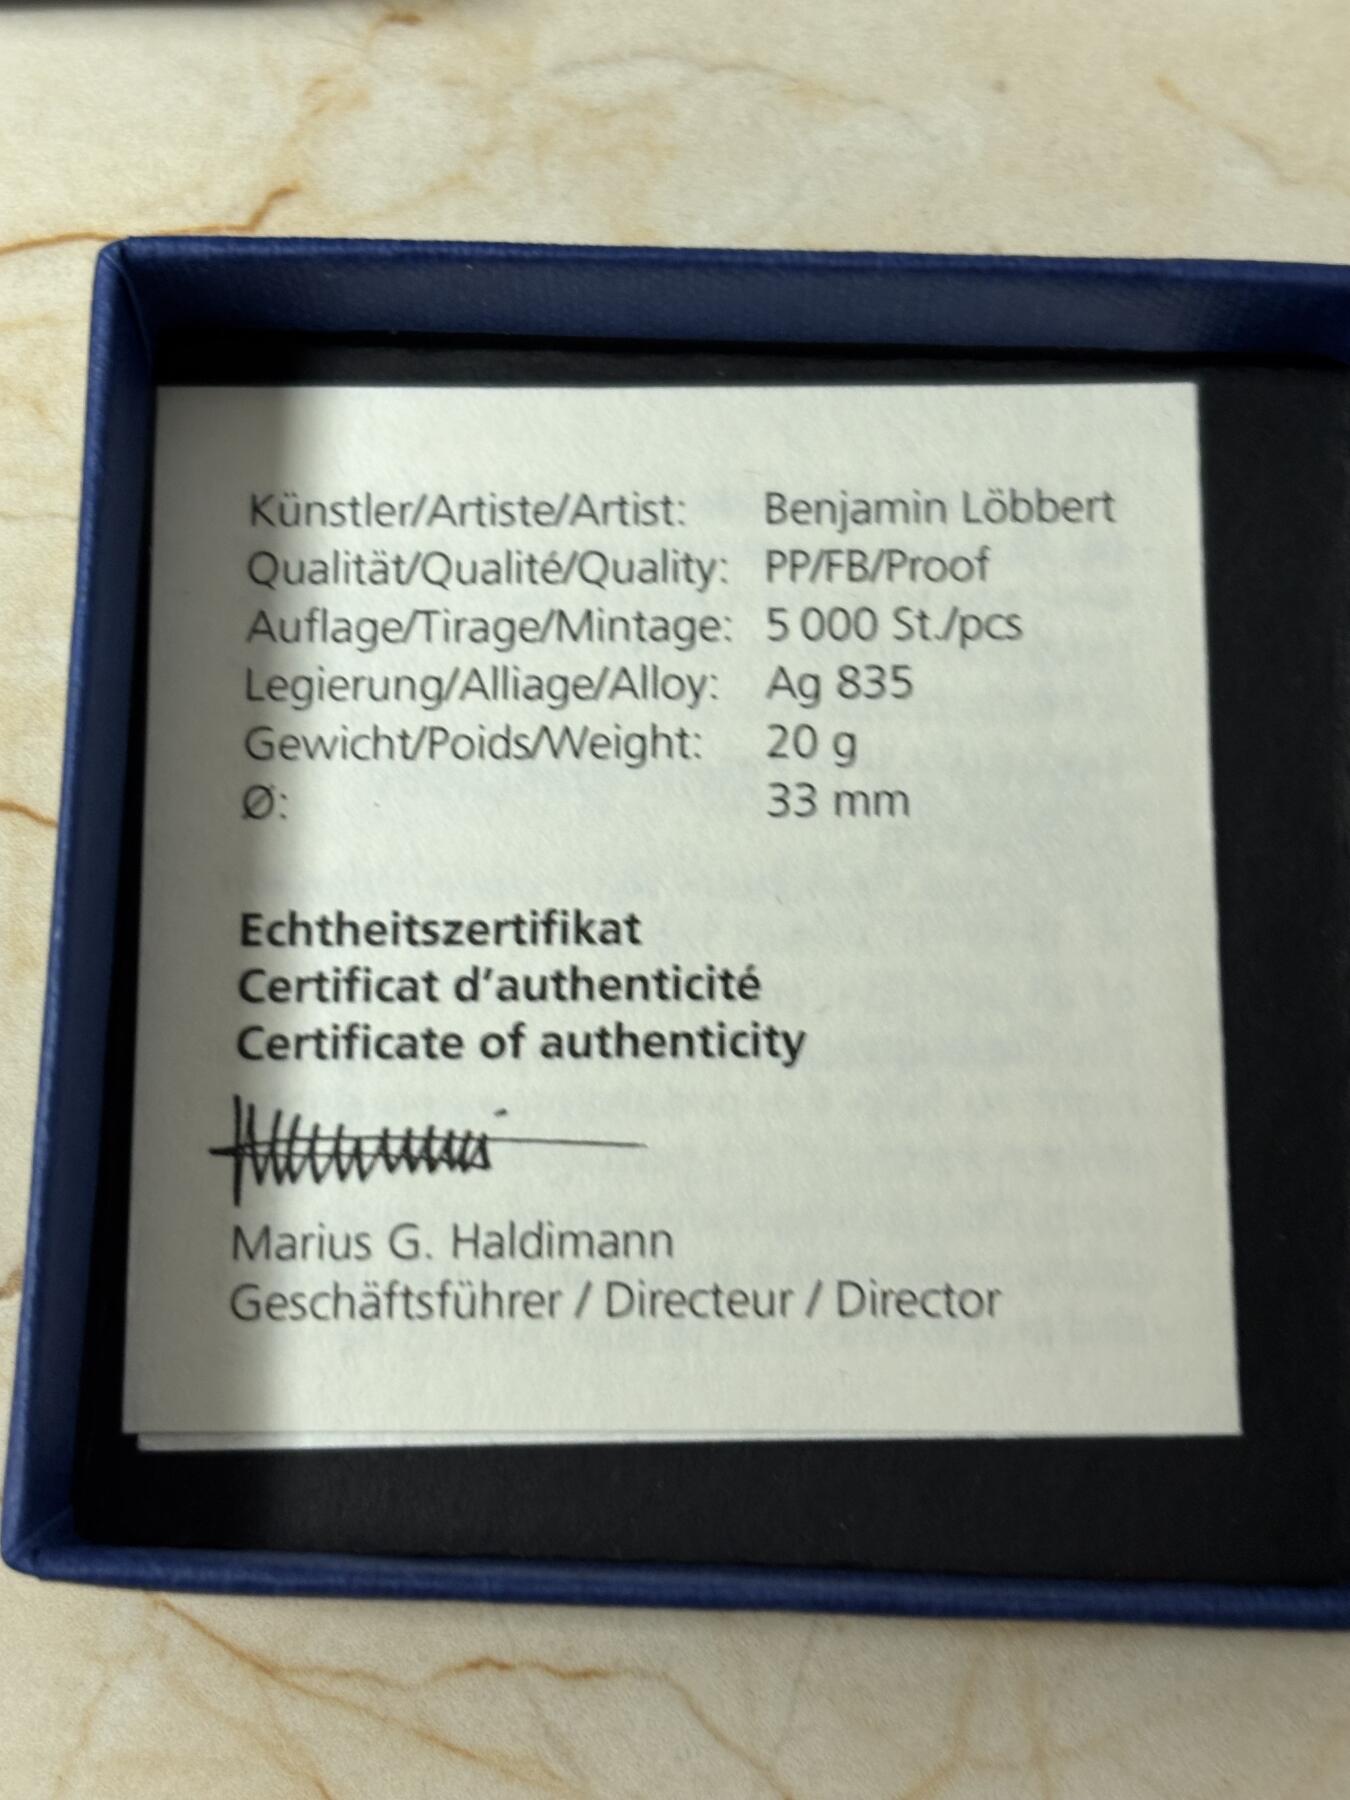 Künstler/Artiste/Artist: Benjamin Löbbert
Qualität/Qualité/Quality: PP/FB/Proof
Auflage/Tirage/Mintage: 5 000 St./pcs
Legierung/Alliage/Alloy: Ag 835
Gewicht/Poids/Weight: 20 g
Ø: 33 mm
Echtheitszertifikat
Certificat d'authenticité
Certificate of authenticity
Marius G. Haldimann
Geschäftsführer / Directeur / Director